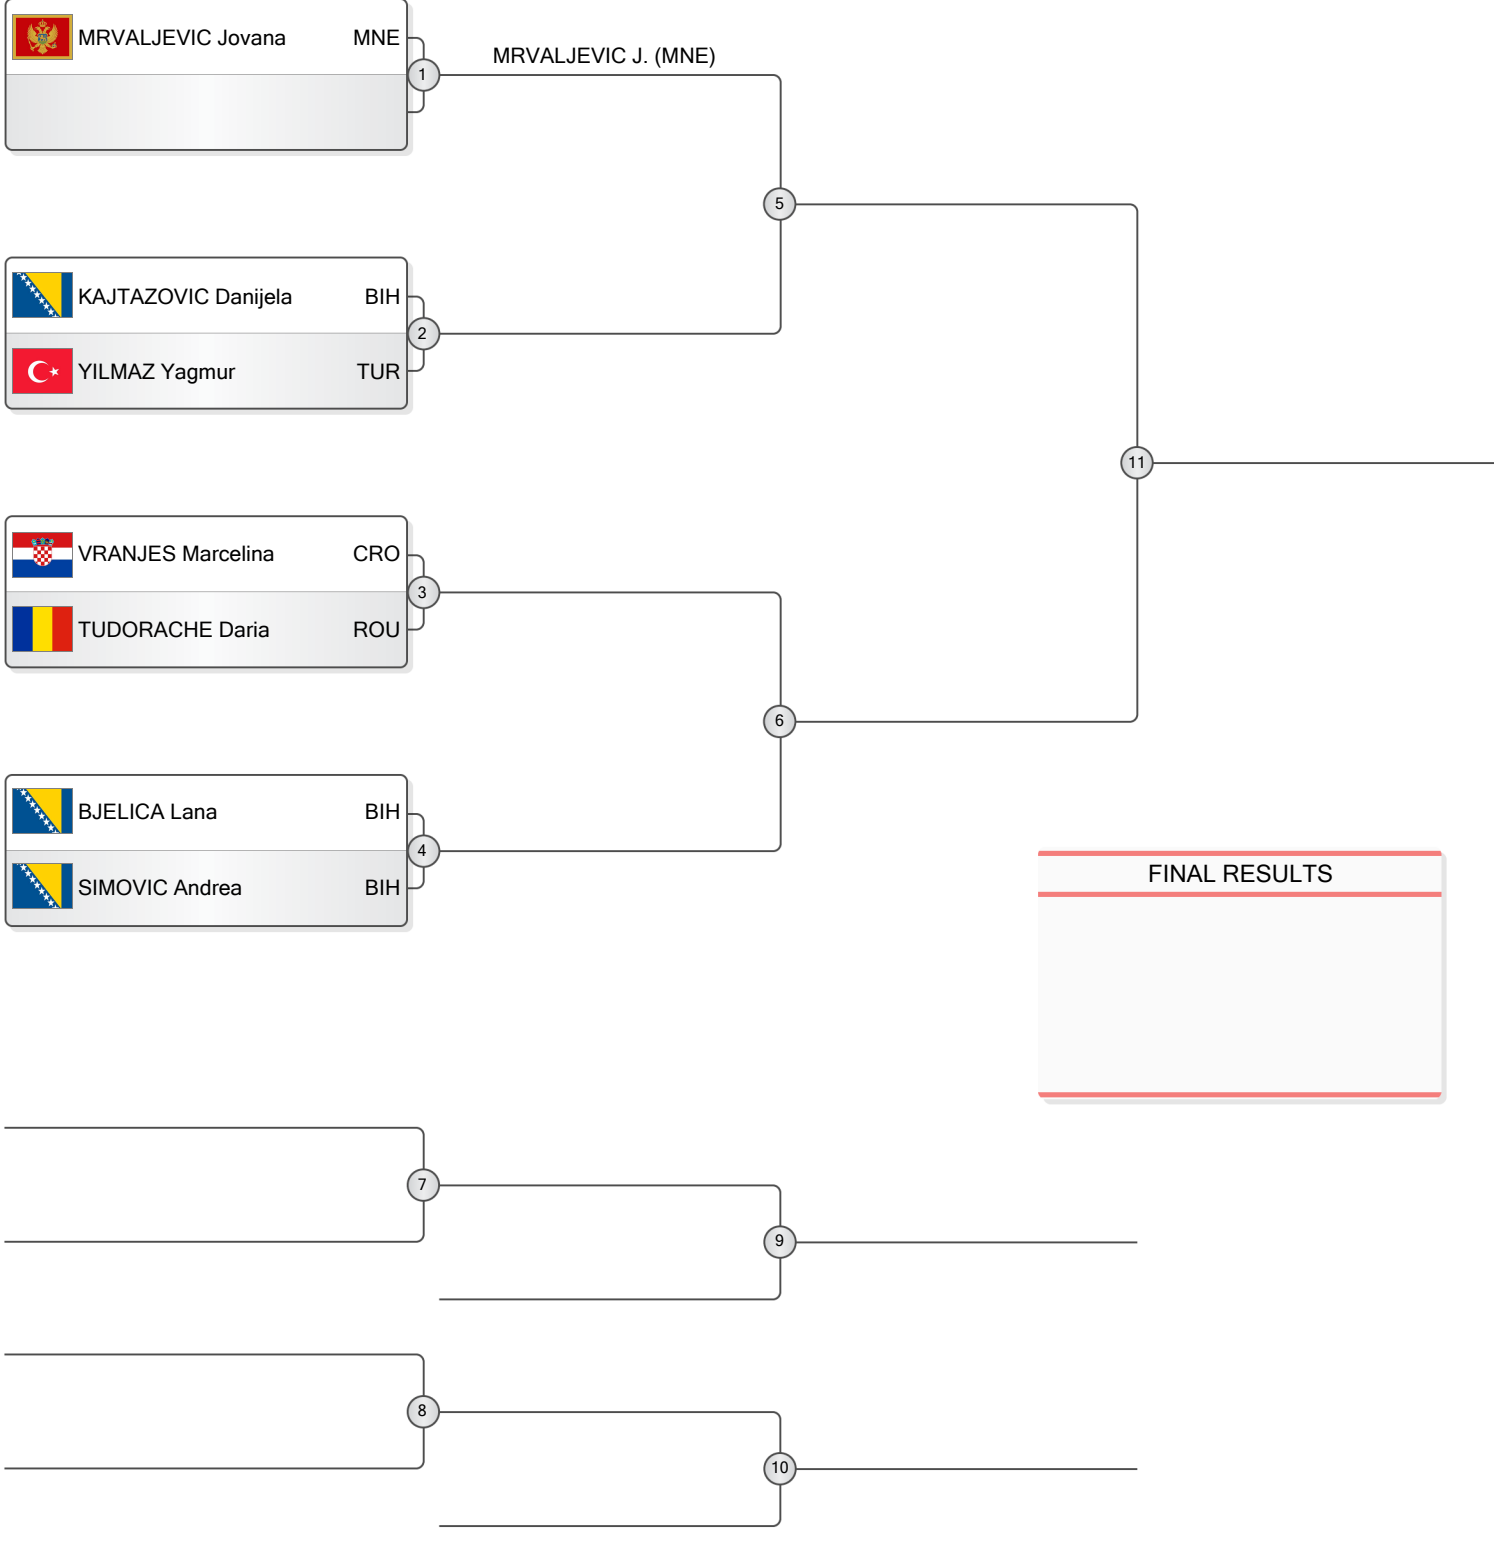 MRVALJEVIC Jovana MNE
1
MRVALJEVIC J. (MNE)
5
KAJTAZOVIC Danijela BIH
2
YILMAZ Yagmur TUR
11
VRANJES Marcelina CRO
3
TUDORACHE Daria ROU
6
BJELICA Lana BIH
4
SIMOVIC Andrea BIH
FINAL RESULTS
7
9
8
10